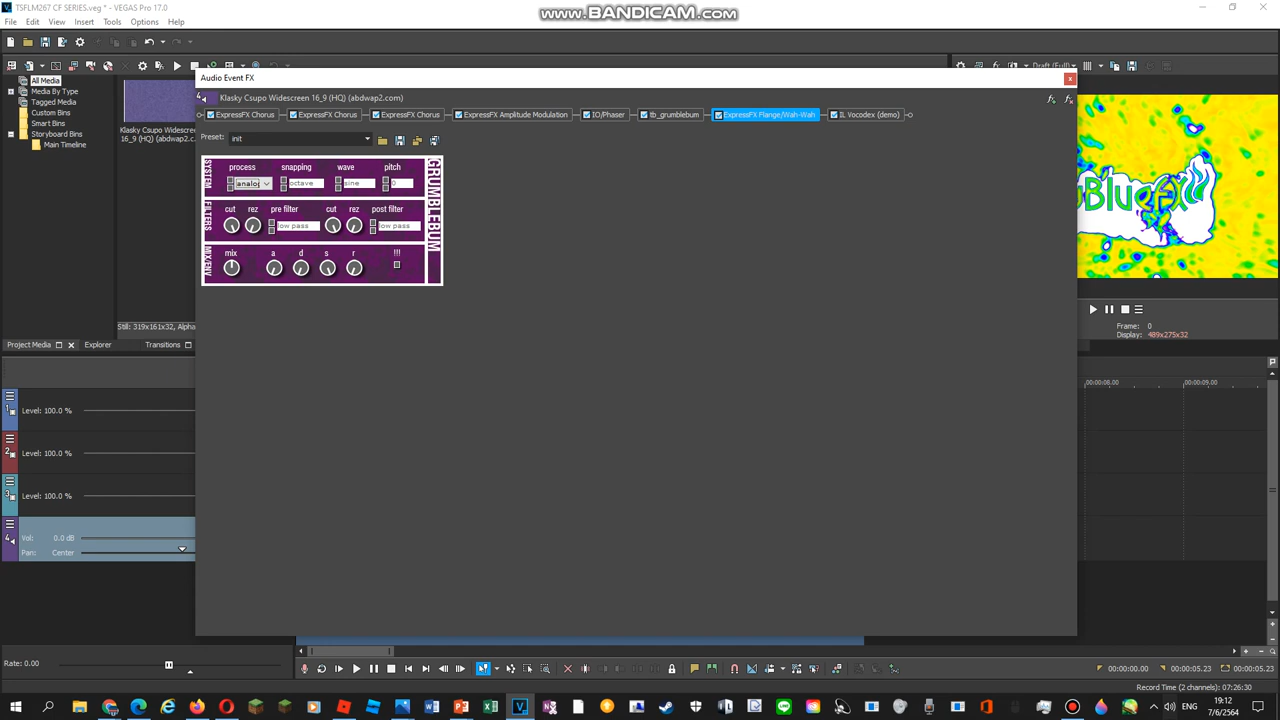 TSFLM267 CF SERIES.veg * - VEGAS Pro 17.0
www.BANDICAM.com
File Edit View Insert Tools Options Help
Draft (Full)
All Media
Media By Type
Tagged Media
Custom Bins
Smart Bins
Storyboard Bins
Main Timeline
Klasky Csupo Widescreen
16_9 (HQ) (abdwap2.c...
Still: 319x161x32, Alpha
Project Media Explorer Transitions
Audio Event FX
Klasky Csupo Widescreen 16_9 (HQ) (abdwap2.com)
ExpressFX Chorus ExpressFX Chorus ExpressFX Chorus ExpressFX Amplitude Modulation IO/Phaser tb_grumblebum ExpressFX Flange/Wah-Wah IL Vocodex (demo)
Preset: init
SYSTEM
process snapping wave pitch
analog octave sine 0
FILTERS
cut rez pre filter cut rez post filter
low pass low pass
MIX/ENV
mix a d s r !!!
GRUMBLEBUM
Frame: 0
Display: 489x275x32
00:00:08.00 00:00:09.00
1
Level: 100.0 %
2
Level: 100.0 %
3
Level: 100.0 %
4
Vol: 0.0 dB
Pan: Center
Rate: 0.00
00:00:00.00 00:00:05.23 00:00:05.23
Record Time (2 channels): 07:26:30
19:12
7/6/2564